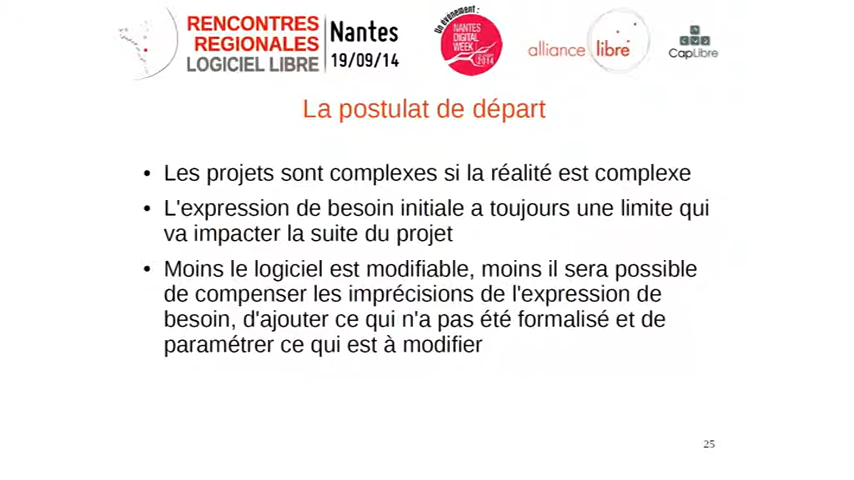 RENCONTRES
REGIONALES
LOGICIEL LIBRE
Nantes
19/09/14
Un événement :
NANTES
DIGITAL
WEEK
2014
alliance libre
CapLibre
La postulat de départ
• Les projets sont complexes si la réalité est complexe
• L'expression de besoin initiale a toujours une limite qui
va impacter la suite du projet
• Moins le logiciel est modifiable, moins il sera possible
de compenser les imprécisions de l'expression de
besoin, d'ajouter ce qui n'a pas été formalisé et de
paramétrer ce qui est à modifier
25